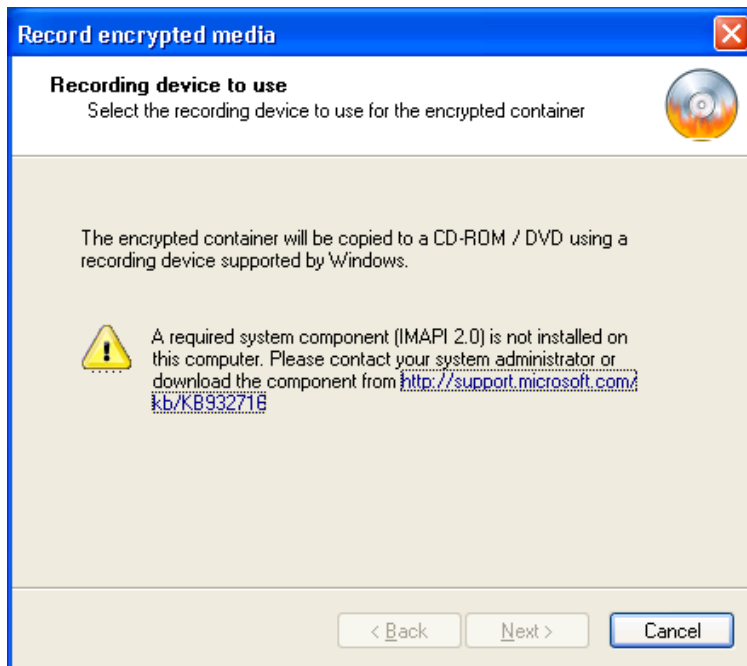 Record encrypted media
Recording device to use
Select the recording device to use for the encrypted container
The encrypted container will be copied to a CD-ROM / DVD using a
recording device supported by Windows.
A required system component (IMAPI 2.0) is not installed on
this computer. Please contact your system administrator or
download the component from http://support.microsoft.com/
kb/KB932716
< Back Next > Cancel